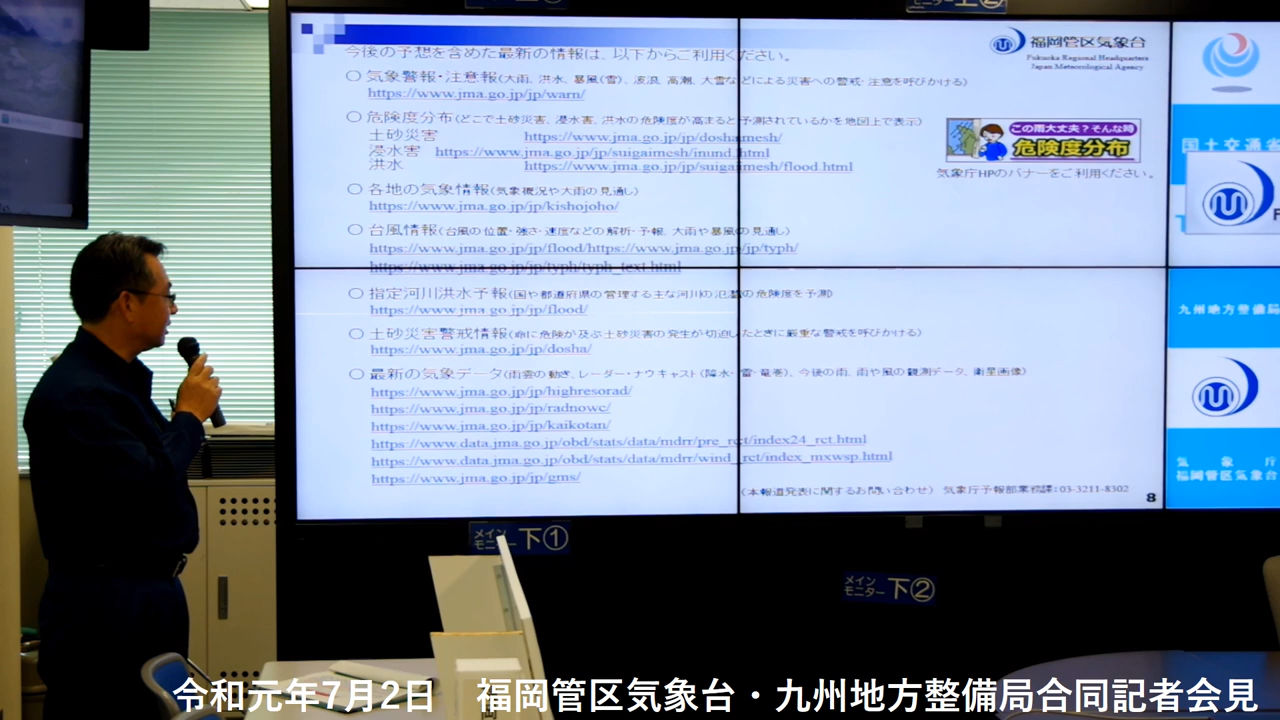 今後の予想を含めた最新の情報は、以下からご利用ください。
福岡管区気象台
Fukuoka Regional Headquarters
Japan Meteorological Agency
○ 気象警報・注意報(大雨、洪水、暴風(雪)、波浪、高潮、大雪などによる災害への警戒・注意を呼びかける)
https://www.jma.go.jp/jp/warn/
○ 危険度分布(どこで土砂災害、浸水害、洪水の危険度が高まると予測されているかを地図上で表示)
土砂災害 https://www.jma.go.jp/jp/doshamesh/
浸水害 https://www.jma.go.jp/jp/suigaimesh/inund.html
洪水 https://www.jma.go.jp/jp/suigaimesh/flood.html
この雨大丈夫?そんな時
危険度分布
気象庁HPのバナーをご利用ください。
○ 各地の気象情報(気象概況や大雨の見通し)
https://www.jma.go.jp/jp/kishojoho/
○ 台風情報(台風の位置・強さ・速度などの解析・予報、大雨や暴風の見通し)
https://www.jma.go.jp/jp/flood/https://www.jma.go.jp/jp/typh/
https://www.jma.go.jp/jp/typh/typh_text.html
○ 指定河川洪水予報(国や都道府県の管理する主な河川の氾濫の危険度を予測)
https://www.jma.go.jp/jp/flood/
○ 土砂災害警戒情報(命に危険が及ぶ土砂災害の発生が切迫したときに厳重な警戒を呼びかける)
https://www.jma.go.jp/jp/dosha/
○ 最新の気象データ(雨雲の動き、レーダー・ナウキャスト(降水・雷・竜巻)、今後の雨、雨や風の観測データ、衛星画像)
https://www.jma.go.jp/jp/highresorad/
https://www.jma.go.jp/jp/radnowc/
https://www.jma.go.jp/jp/kaikotan/
https://www.data.jma.go.jp/obd/stats/data/mdrr/pre_rct/index24_rct.html
https://www.data.jma.go.jp/obd/stats/data/mdrr/wind_rct/index_mxwsp.html
https://www.jma.go.jp/jp/gms/
(本報道発表に関するお問い合わせ) 気象庁予報部業務課:03-3211-8302
8
国土交通省
九州地方整備局
気象庁
福岡管区気象台
メイン
モニター 下①
メイン
モニター 下②
令和元年7月2日 福岡管区気象台・九州地方整備局合同記者会見